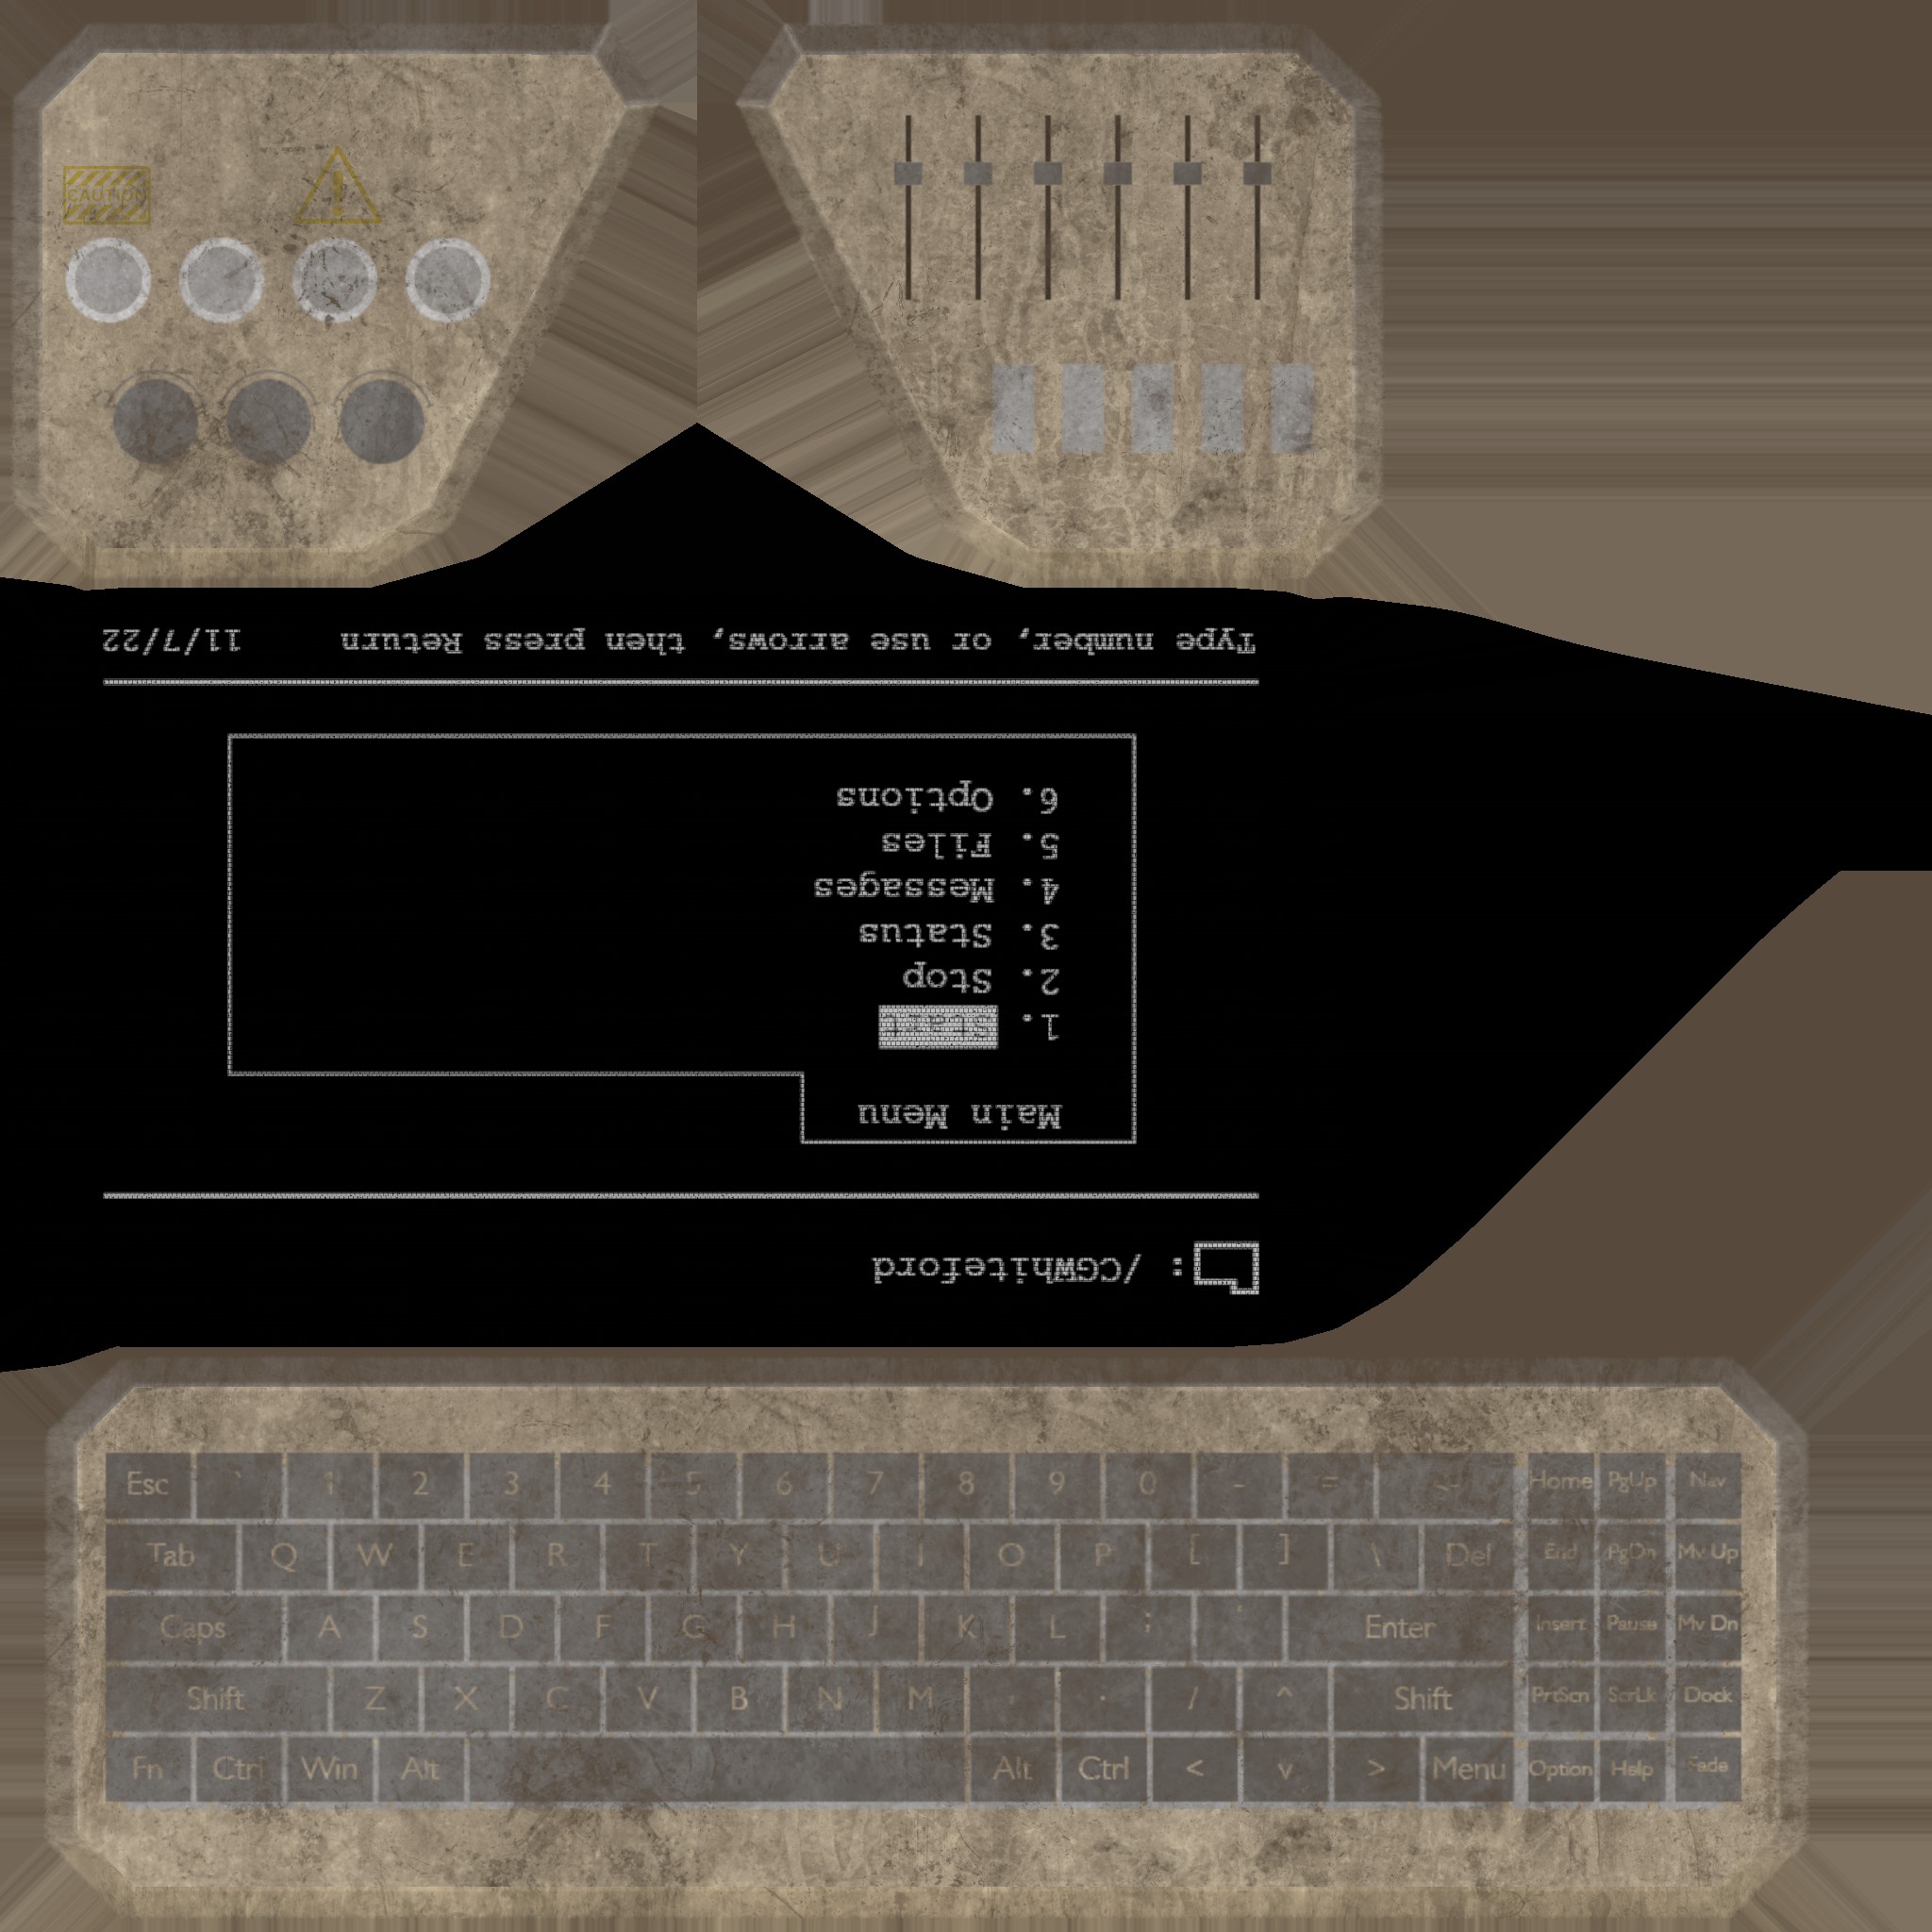 CAUTION
!
: /CGWhiteford
Main Menu
1. Start
2. Stop
3. Status
4. Messages
5. Files
6. Options
Type number, or use arrows, then press Return 11/7/22
Esc ` 1 2 3 4 5 6 7 8 9 0 - = <- Home PgUp Nav
Tab Q W E R T Y U I O P [ ] \ Del End PgDn Mv Up
Caps A S D F G H J K L ; ' Enter Insert Pause Mv Dn
Shift Z X C V B N M , . / ^ Shift PrtScn ScrLk Dock
Fn Ctrl Win Alt Alt Ctrl < v > Menu Option Help Fade